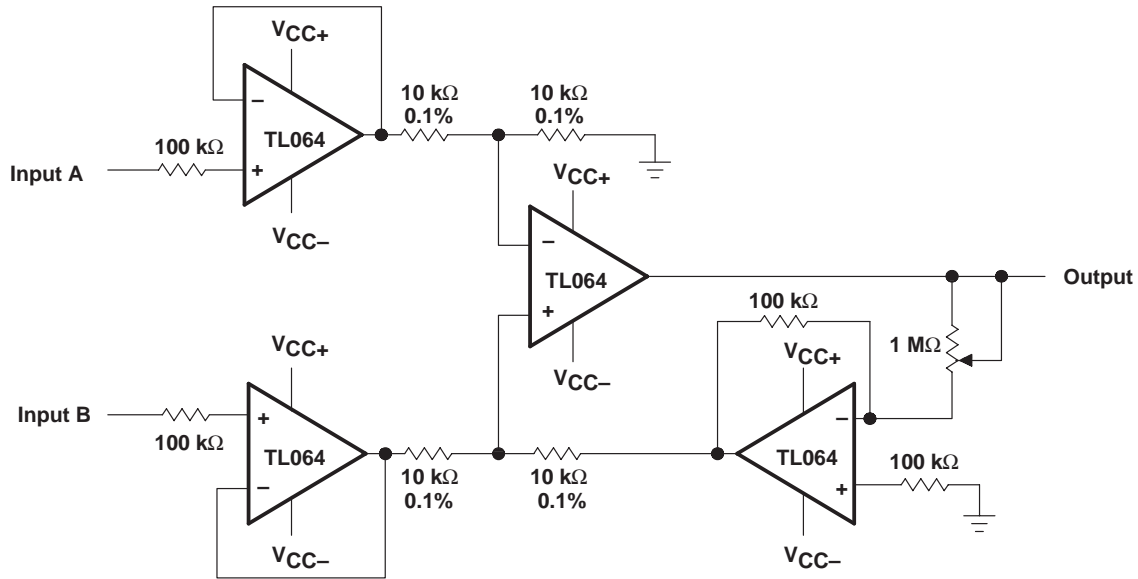 VCC+
10 kΩ
0.1%
10 kΩ
0.1%
−
TL064
100 kΩ
+
Input A
VCC−
VCC+
−
TL064
+
VCC−
Output
100 kΩ
1 MΩ
VCC+
VCC+
Input B
100 kΩ
+
TL064
−
VCC−
10 kΩ
0.1%
10 kΩ
0.1%
−
TL064
+
100 kΩ
VCC−